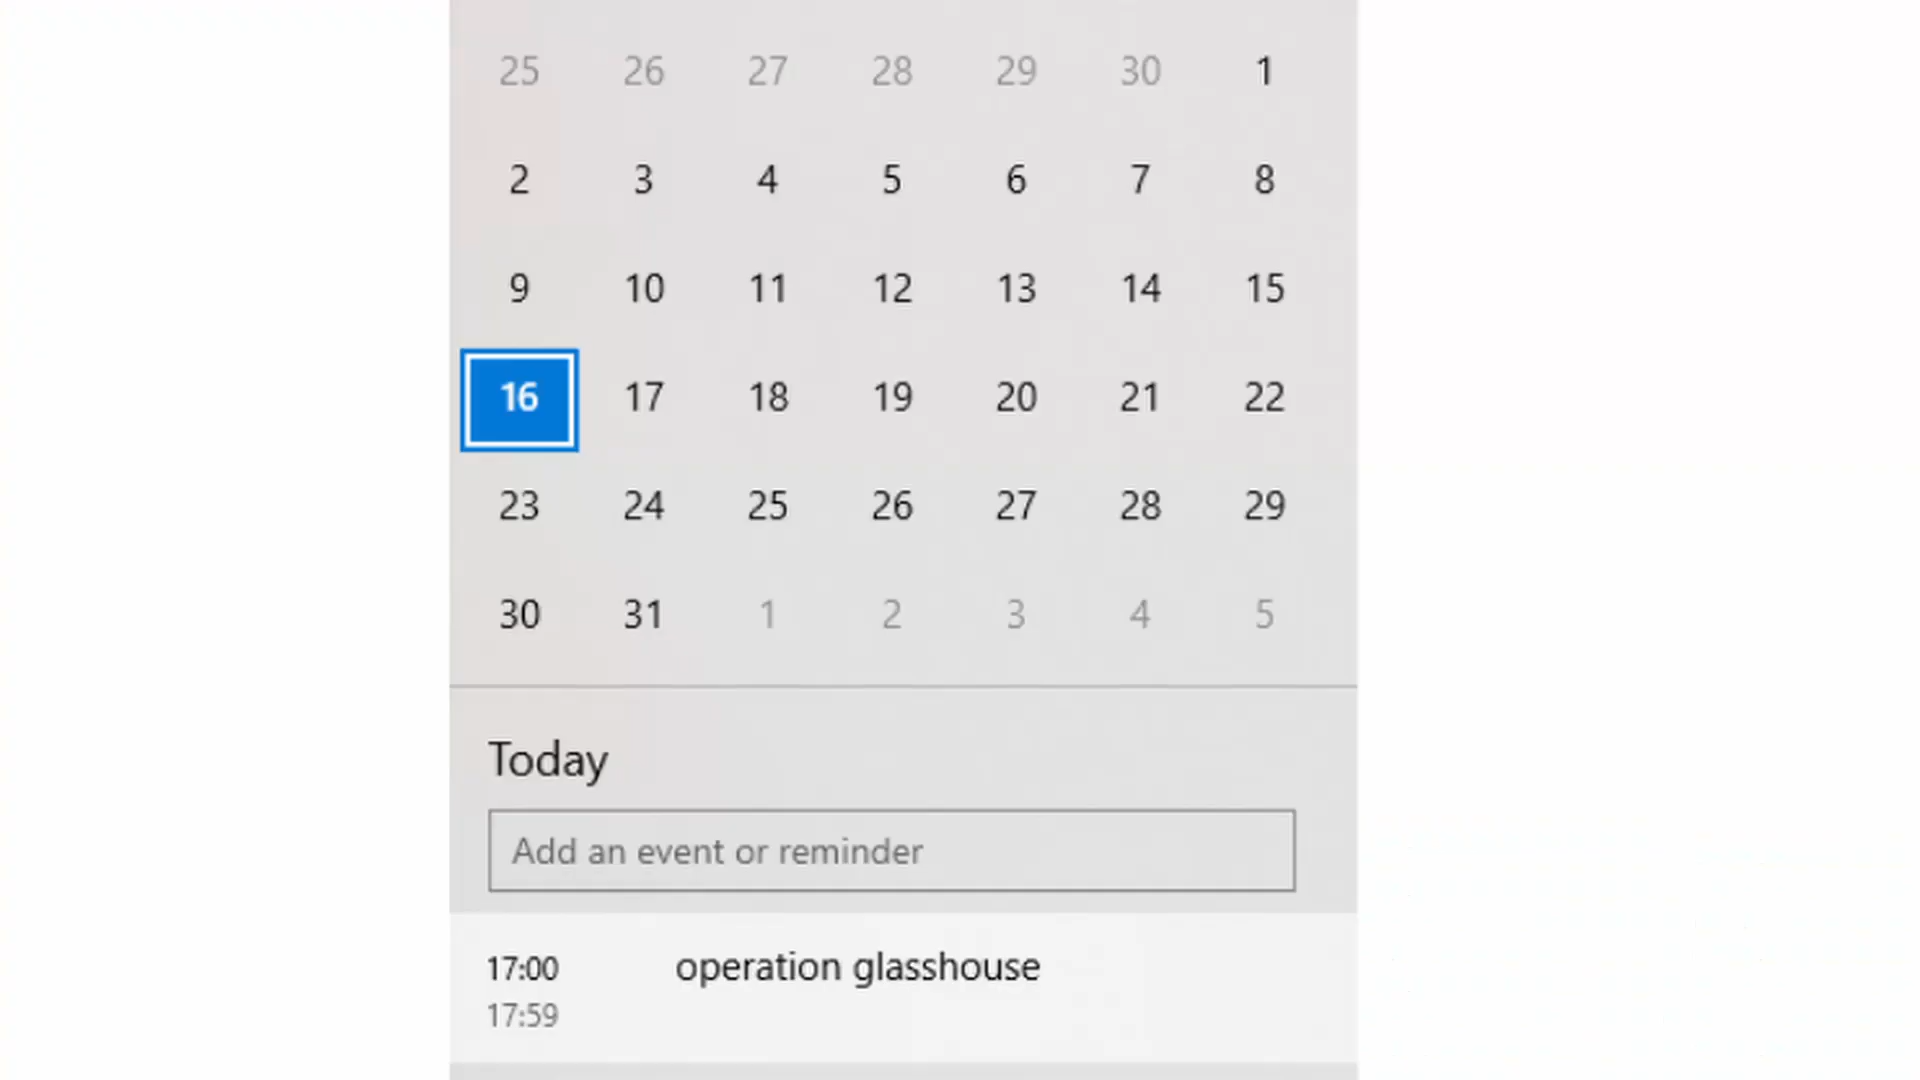 25 26 27 28 29 30 1
2 3 4 5 6 7 8
9 10 11 12 13 14 15
16 17 18 19 20 21 22
23 24 25 26 27 28 29
30 31 1 2 3 4 5
Today
Add an event or reminder
17:00 operation glasshouse
17:59